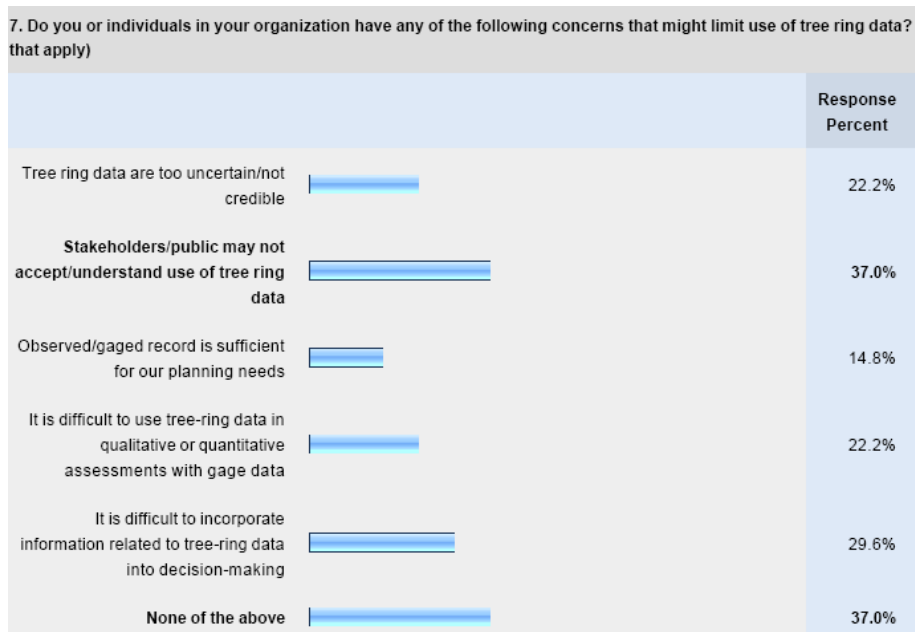 7. Do you or individuals in your organization have any of the following concerns that might limit use of tree ring data?
that apply)
Response
Percent
Tree ring data are too uncertain/not
credible
22.2%
Stakeholders/public may not
accept/understand use of tree ring
data
37.0%
Observed/gaged record is sufficient
for our planning needs
14.8%
It is difficult to use tree-ring data in
qualitative or quantitative
assessments with gage data
22.2%
It is difficult to incorporate
information related to tree-ring data
into decision-making
29.6%
None of the above
37.0%